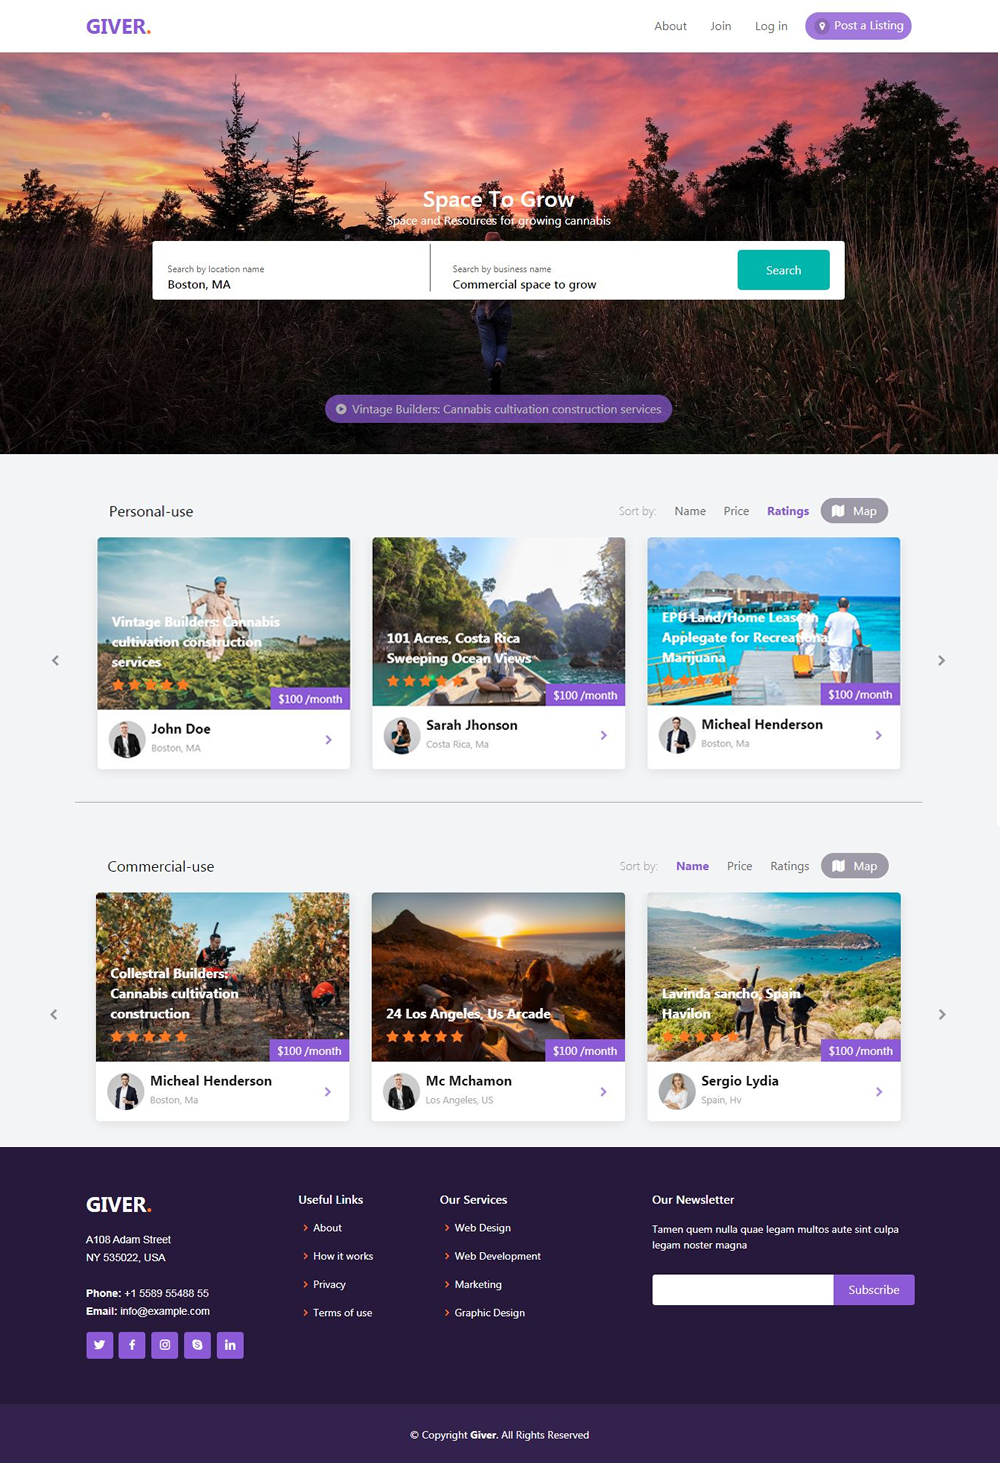 GIVER.
About
Join
Log in
Post a Listing
Space To Grow
Space and Resources for growing cannabis
Search by location name
Boston, MA
Search by business name
Commercial space to grow
Search
Vintage Builders: Cannabis cultivation construction services
Personal-use
Sort by:
Name
Price
Ratings
Map
Vintage Builders: Cannabis
cultivation construction
services
$100 /month
John Doe
Boston, MA
101 Acres, Costa Rica
Sweeping Ocean Views
$100 /month
Sarah Jhonson
Costa Rica, Ma
EPU Land/Home Lease in
Applegate for Recreational
Marijuana
$100 /month
Micheal Henderson
Boston, Ma
Commercial-use
Sort by:
Name
Price
Ratings
Map
Collestral Builders:
Cannabis cultivation
construction
$100 /month
Micheal Henderson
Boston, Ma
24 Los Angeles, Us Arcade
$100 /month
Mc Mchamon
Los Angeles, US
Lavinda sancho, Spain
Havilon
$100 /month
Sergio Lydia
Spain, Hv
GIVER.
A108 Adam Street
NY 535022, USA
Phone: +1 5589 55488 55
Email: info@example.com
Useful Links
About
How it works
Privacy
Terms of use
Our Services
Web Design
Web Development
Marketing
Graphic Design
Our Newsletter
Tamen quem nulla quae legam multos aute sint culpa
legam noster magna
Subscribe
© Copyright Giver. All Rights Reserved